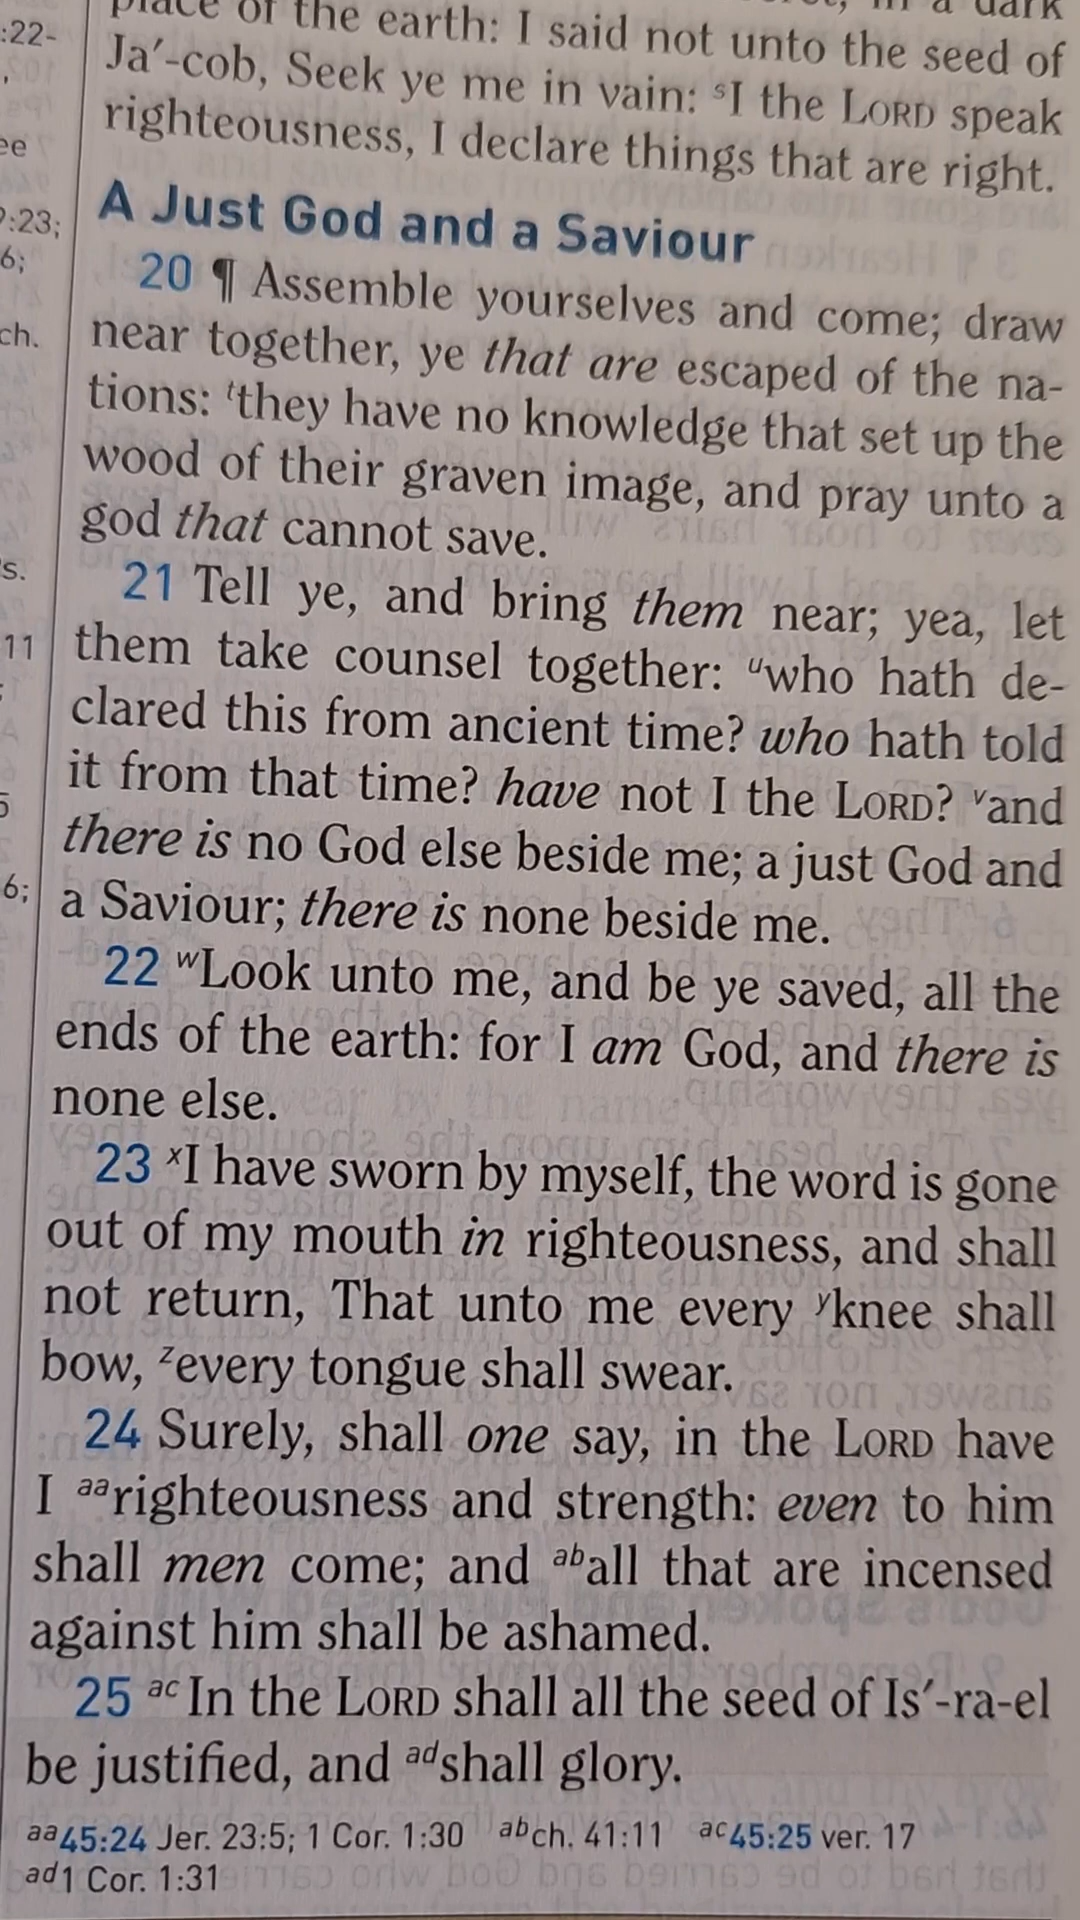 place of the earth: I said not unto the seed of
Ja′-cob, Seek ye me in vain: sI the LORD speak
righteousness, I declare things that are right.
A Just God and a Saviour
20 ¶ Assemble yourselves and come; draw
near together, ye that are escaped of the na-
tions: tthey have no knowledge that set up the
wood of their graven image, and pray unto a
god that cannot save.
21 Tell ye, and bring them near; yea, let
them take counsel together: uwho hath de-
clared this from ancient time? who hath told
it from that time? have not I the LORD? vand
there is no God else beside me; a just God and
a Saviour; there is none beside me.
22 wLook unto me, and be ye saved, all the
ends of the earth: for I am God, and there is
none else.
23 xI have sworn by myself, the word is gone
out of my mouth in righteousness, and shall
not return, That unto me every yknee shall
bow, zevery tongue shall swear.
24 Surely, shall one say, in the LORD have
I aarighteousness and strength: even to him
shall men come; and aball that are incensed
against him shall be ashamed.
25 ac In the LORD shall all the seed of Is′-ra-el
be justified, and adshall glory.
aa45:24 Jer. 23:5; 1 Cor. 1:30 abch. 41:11 ac45:25 ver. 17
ad1 Cor. 1:31
:22-
:23;
6;
ch.
s.
11
6;